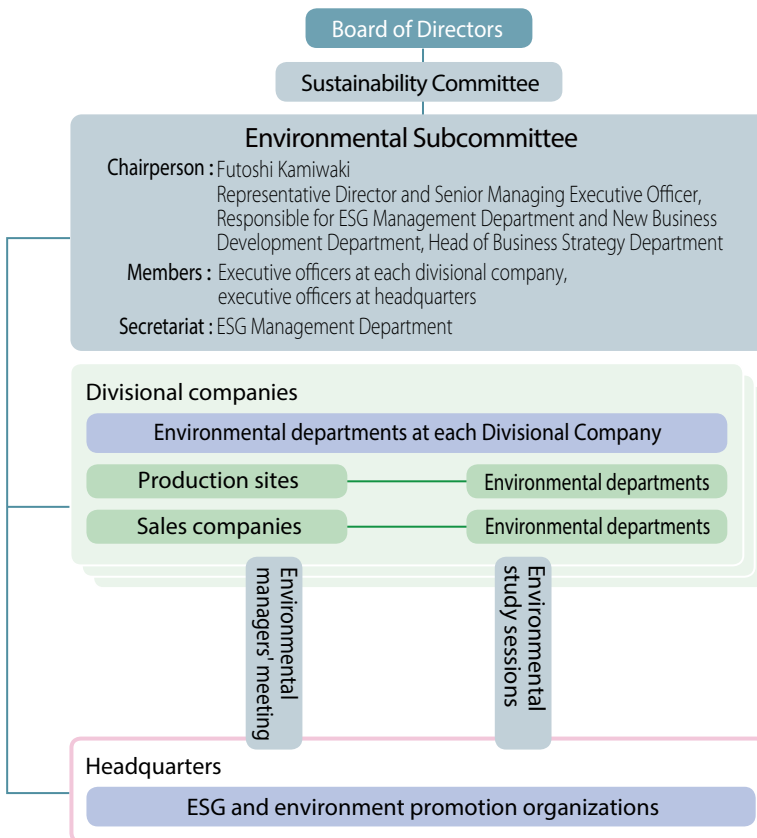 Board of Directors
Sustainability Committee
Environmental Subcommittee
Chairperson : Futoshi Kamiwaki
Representative Director and Senior Managing Executive Officer,
Responsible for ESG Management Department and New Business
Development Department, Head of Business Strategy Department
Members : Executive officers at each divisional company,
executive officers at headquarters
Secretariat : ESG Management Department
Divisional companies
Environmental departments at each Divisional Company
Production sites
Environmental departments
Sales companies
Environmental departments
Environmental
managers' meeting
Environmental
study sessions
Headquarters
ESG and environment promotion organizations